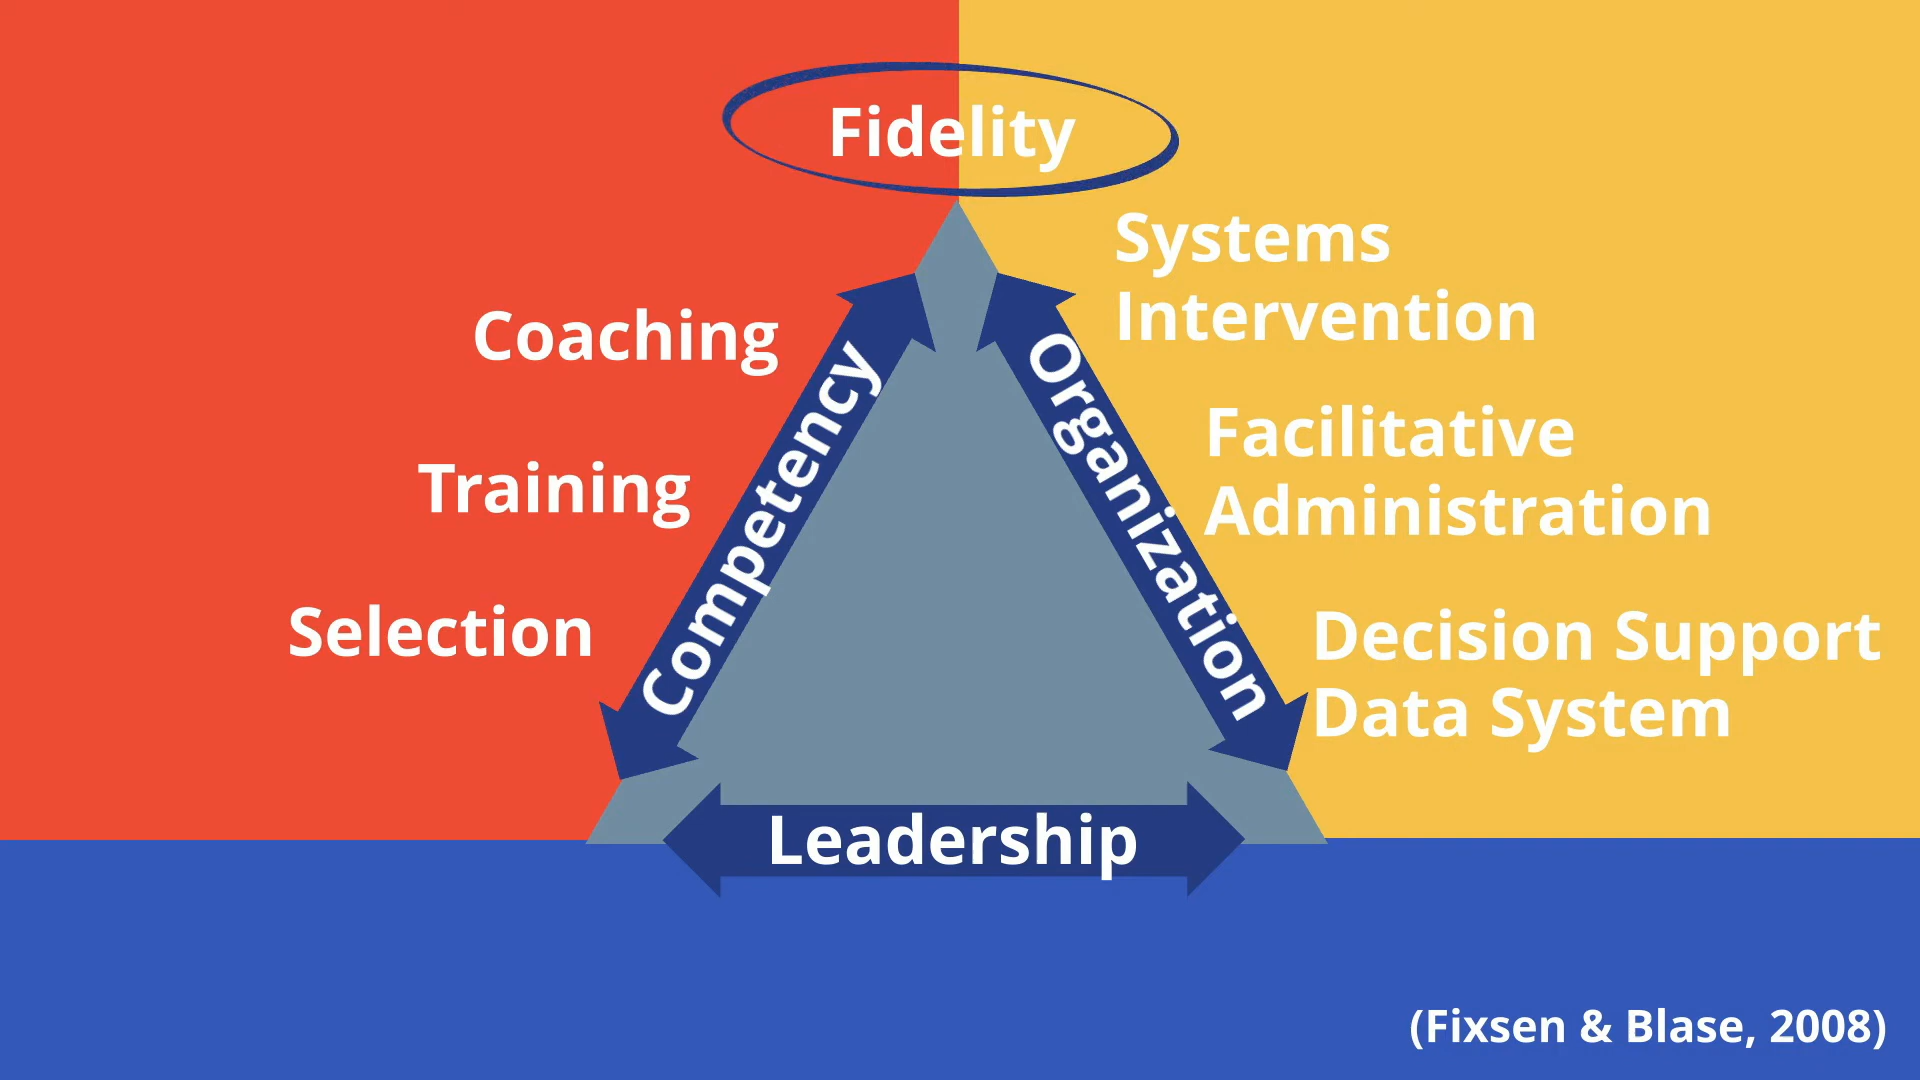 Fidelity
Coaching
Training
Selection
Competency
Organization
Systems
Intervention
Facilitative
Administration
Decision Support
Data System
Leadership
(Fixsen & Blase, 2008)